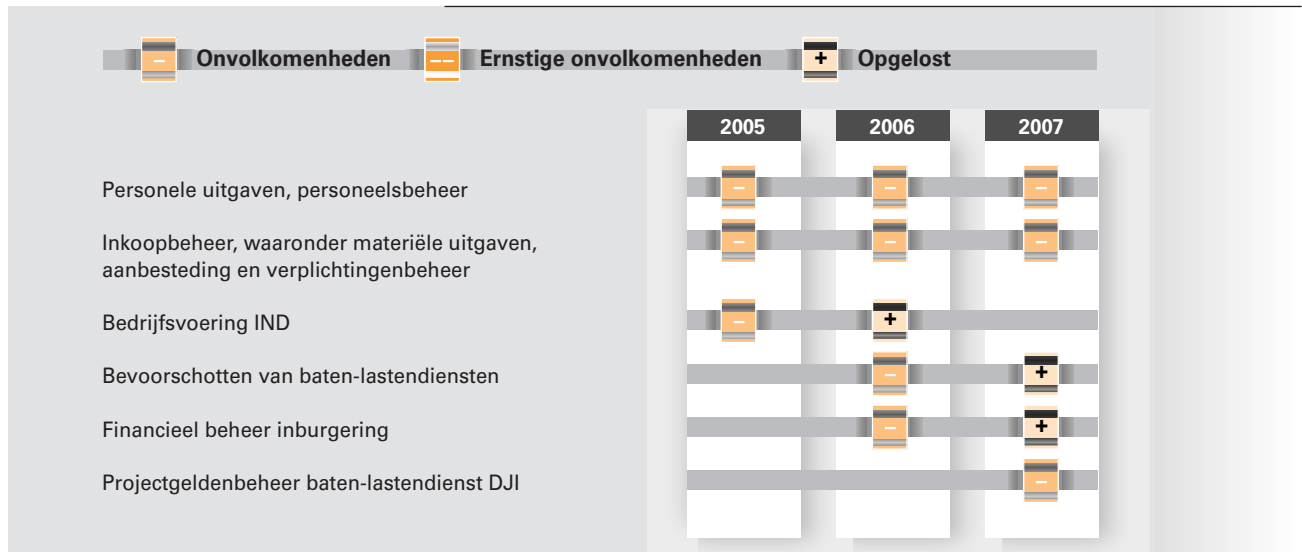 – Onvolkomenheden –– Ernstige onvolkomenheden + Opgelost
2005 2006 2007
Personele uitgaven, personeelsbeheer – – –
Inkoopbeheer, waaronder materiële uitgaven, – – –
aanbesteding en verplichtingenbeheer
Bedrijfsvoering IND – +
Bevoorschotten van baten-lastendiensten – +
Financieel beheer inburgering – +
Projectgeldenbeheer baten-lastendienst DJI –